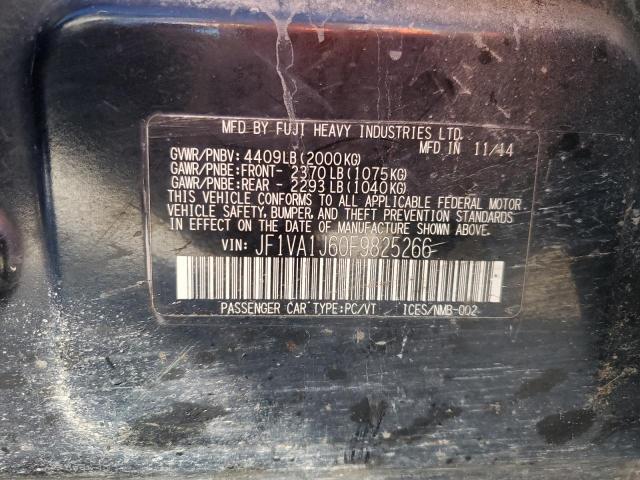 MFD BY FUJI HEAVY INDUSTRIES LTD.
MFD IN 11/14
GVWR/PNBV: 4409LB(2000KG)
GAWR/PNBE:FRONT- 2370LB(1075KG)
GAWR/PNBE:REAR - 2293LB(1040KG)
THIS VEHICLE CONFORMS TO ALL APPLICABLE FEDERAL MOTOR
VEHICLE SAFETY, BUMPER, AND THEFT PREVENTION STANDARDS
IN EFFECT ON THE DATE OF MANUFACTURE SHOWN ABOVE.
VIN: JF1VA1J60F9825266
PASSENGER CAR TYPE:PC/VT ICES/NMB-002